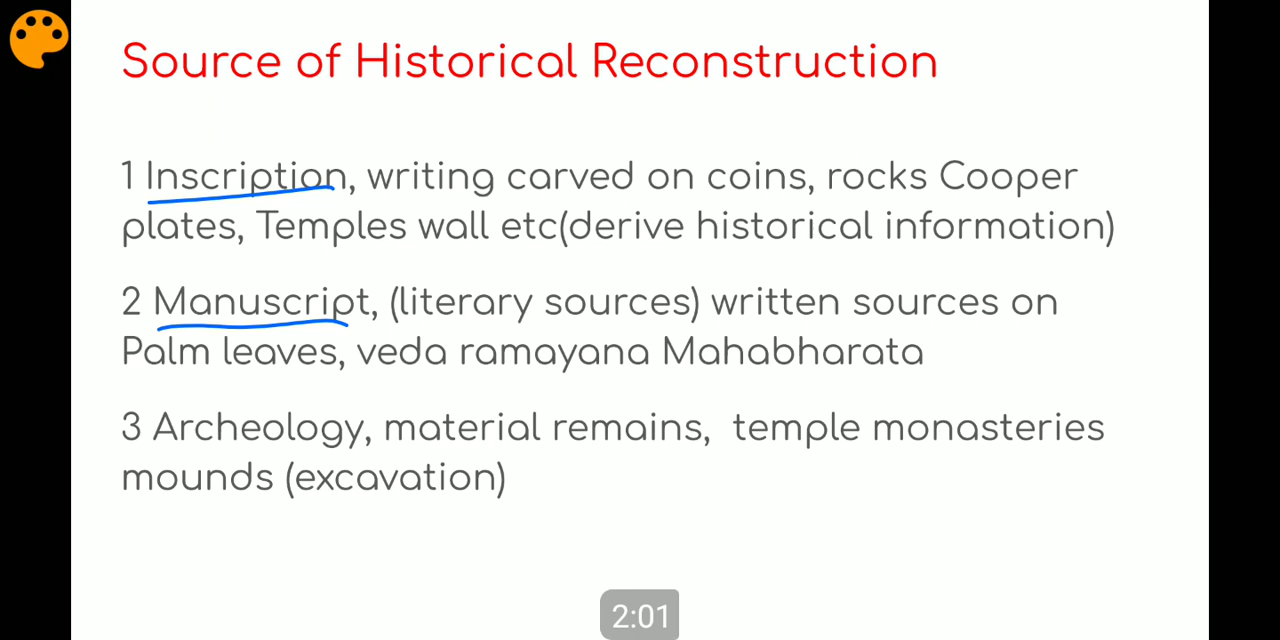 Source of Historical Reconstruction
1 Inscription, writing carved on coins, rocks Cooper
plates, Temples wall etc(derive historical information)
2 Manuscript, (literary sources) written sources on
Palm leaves, veda ramayana Mahabharata
3 Archeology, material remains,  temple monasteries
mounds (excavation)
2:01